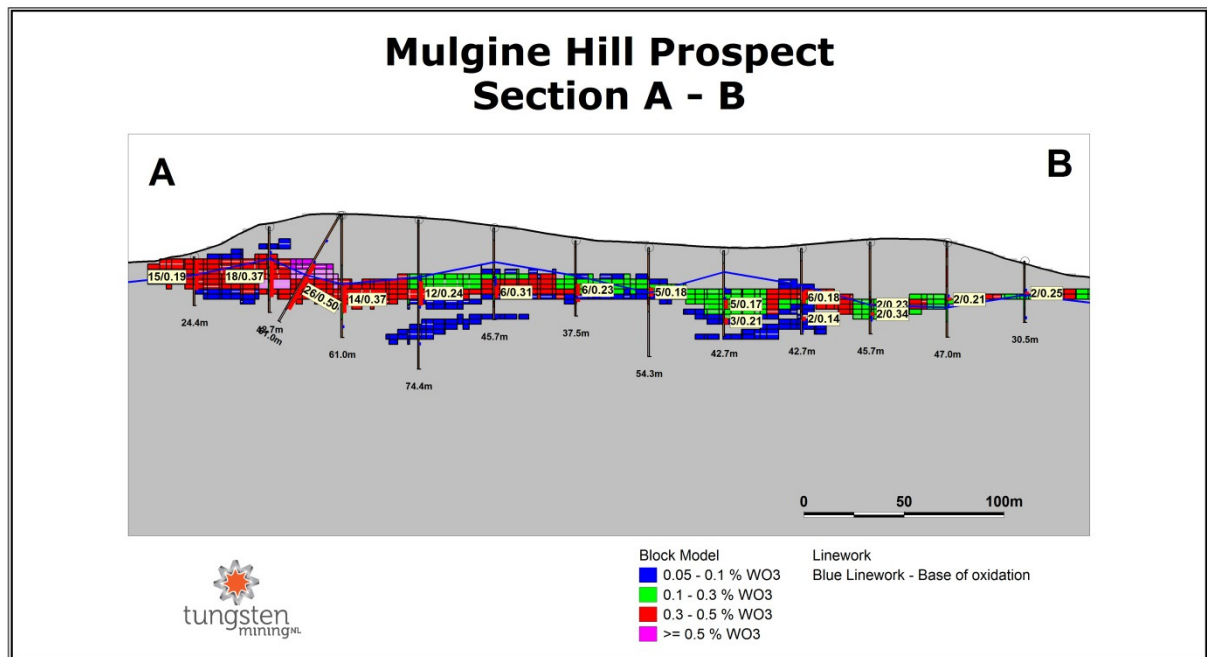 Mulgine Hill Prospect
Section A - B
A
B
15/0.19
18/0.37
26/0.50
14/0.37
12/0.24
6/0.31
6/0.23
5/0.18
5/0.17
3/0.21
6/0.18
2/0.14
2/0.23
2/0.34
2/0.21
2/0.25
24.4m
42.7m
61.0m
61.0m
74.4m
45.7m
37.5m
54.3m
42.7m
42.7m
45.7m
47.0m
30.5m
0 50 100m
Block Model
0.05 - 0.1 % WO3
0.1 - 0.3 % WO3
0.3 - 0.5 % WO3
>= 0.5 % WO3
Linework
Blue Linework - Base of oxidation
tungsten
mining NL